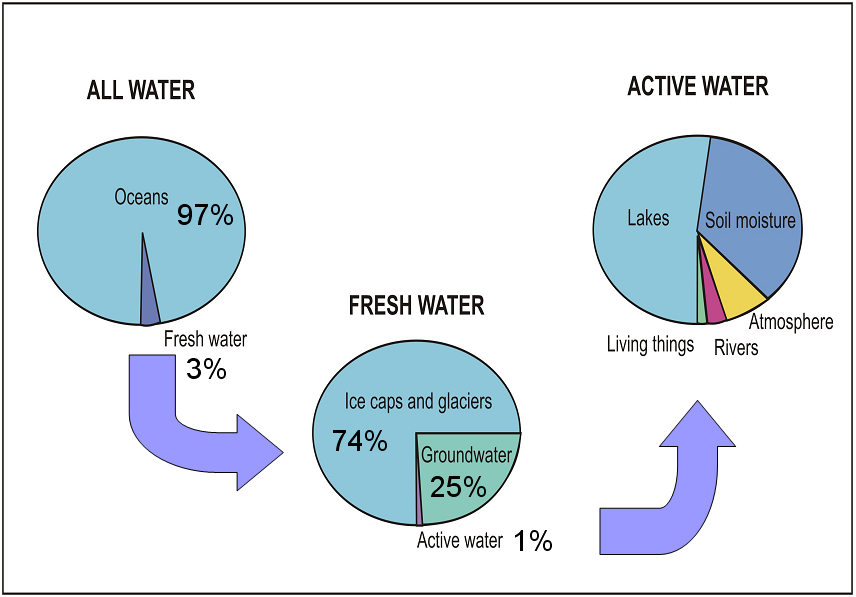 ALL WATER
Oceans
97%
Fresh water
3%
FRESH WATER
Ice caps and glaciers
74%
Groundwater
25%
Active water 1%
ACTIVE WATER
Lakes
Soil moisture
Atmosphere
Living things
Rivers